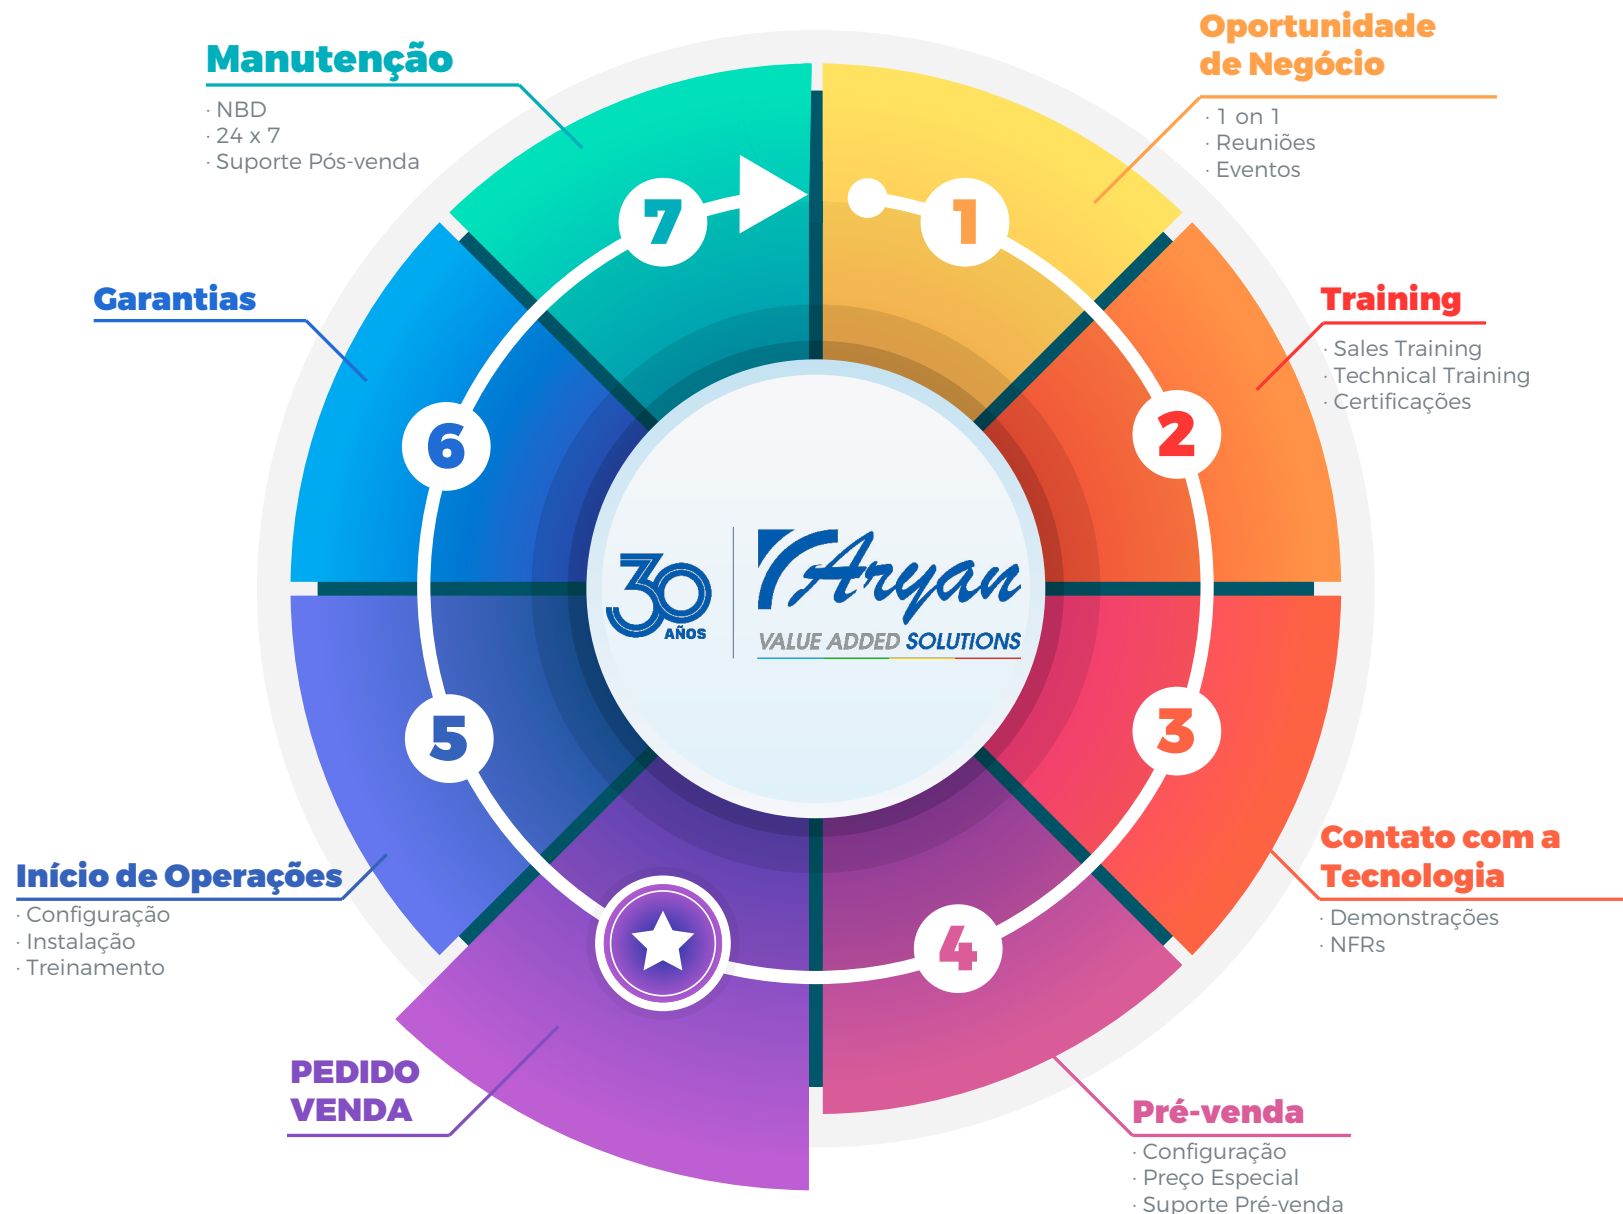 Oportunidade
de Negócio
· 1 on 1
· Reuniões
· Eventos
1
Training
· Sales Training
· Technical Training
· Certificações
2
Contato com a
Tecnologia
· Demonstrações
· NFRs
3
Pré-venda
· Configuração
· Preço Especial
· Suporte Pré-venda
4
PEDIDO
VENDA
Início de Operações
· Configuração
· Instalação
· Treinamento
5
Garantias
6
Manutenção
· NBD
· 24 x 7
· Suporte Pós-venda
7
30
AÑOS
Aryan
VALUE ADDED SOLUTIONS